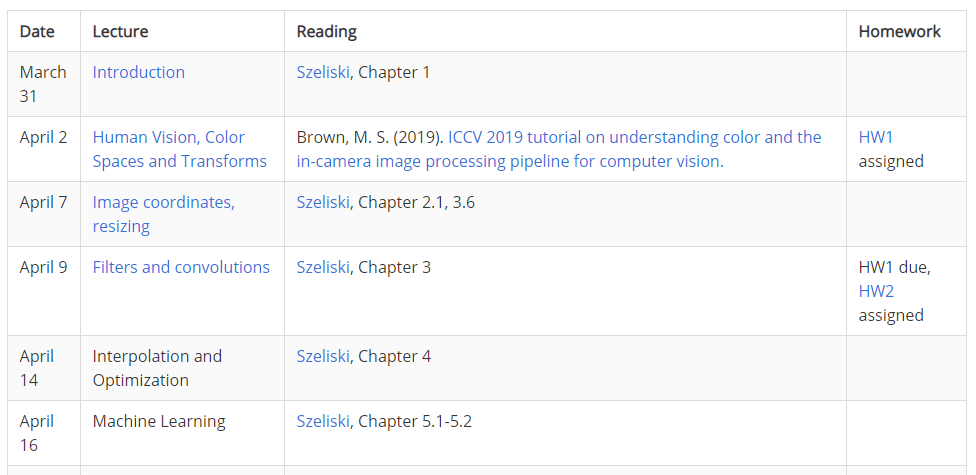 Date Lecture Reading Homework
March 31 Introduction Szeliski, Chapter 1
April 2 Human Vision, Color Spaces and Transforms Brown, M. S. (2019). ICCV 2019 tutorial on understanding color and the in-camera image processing pipeline for computer vision. HW1 assigned
April 7 Image coordinates, resizing Szeliski, Chapter 2.1, 3.6
April 9 Filters and convolutions Szeliski, Chapter 3 HW1 due, HW2 assigned
April 14 Interpolation and Optimization Szeliski, Chapter 4
April 16 Machine Learning Szeliski, Chapter 5.1-5.2